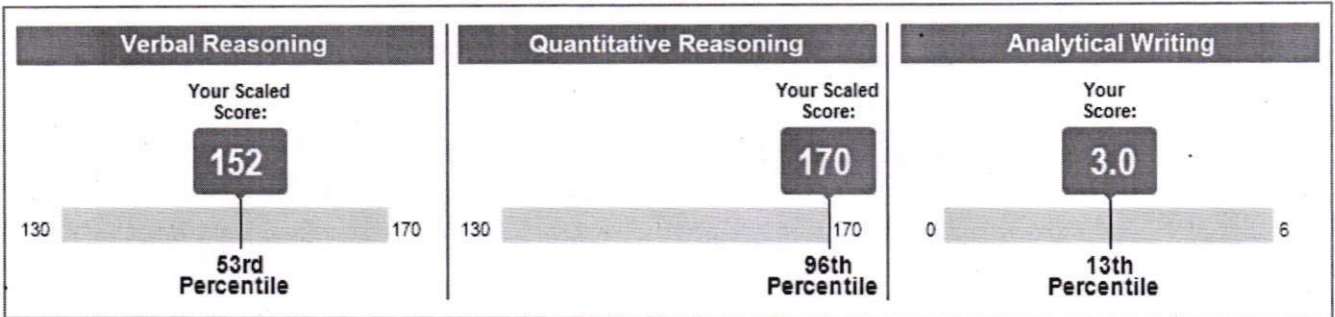 Verbal Reasoning
Your Scaled
Score:
152
130
170
53rd
Percentile
Quantitative Reasoning
Your Scaled
Score:
170
130
170
96th
Percentile
Analytical Writing
Your
Score:
3.0
0
6
13th
Percentile